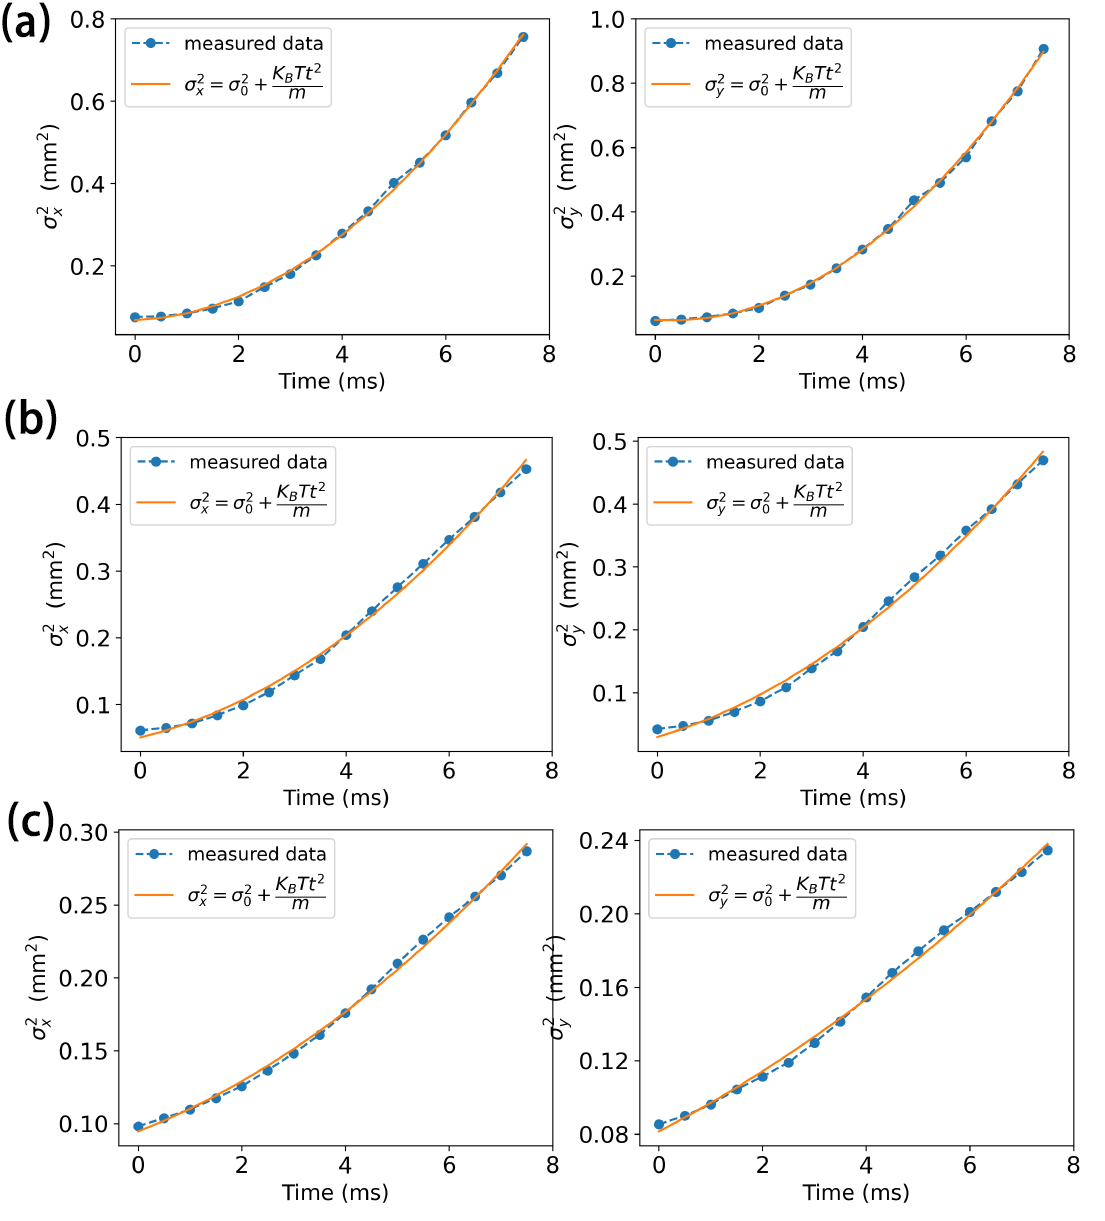 (a)
0.8
0.6
0.4
0.2
σ_x^2 (mm^2)
measured data
σ_x^2 = σ_0^2 + K_BTt^2/m
0 2 4 6 8
Time (ms)
1.0
0.8
0.6
0.4
0.2
σ_y^2 (mm^2)
measured data
σ_y^2 = σ_0^2 + K_BTt^2/m
0 2 4 6 8
Time (ms)
(b)
0.5
0.4
0.3
0.2
0.1
σ_x^2 (mm^2)
measured data
σ_x^2 = σ_0^2 + K_BTt^2/m
0 2 4 6 8
Time (ms)
0.5
0.4
0.3
0.2
0.1
σ_y^2 (mm^2)
measured data
σ_y^2 = σ_0^2 + K_BTt^2/m
0 2 4 6 8
Time (ms)
(c)
0.30
0.25
0.20
0.15
0.10
σ_x^2 (mm^2)
measured data
σ_x^2 = σ_0^2 + K_BTt^2/m
0 2 4 6 8
Time (ms)
0.24
0.20
0.16
0.12
0.08
σ_y^2 (mm^2)
measured data
σ_y^2 = σ_0^2 + K_BTt^2/m
0 2 4 6 8
Time (ms)